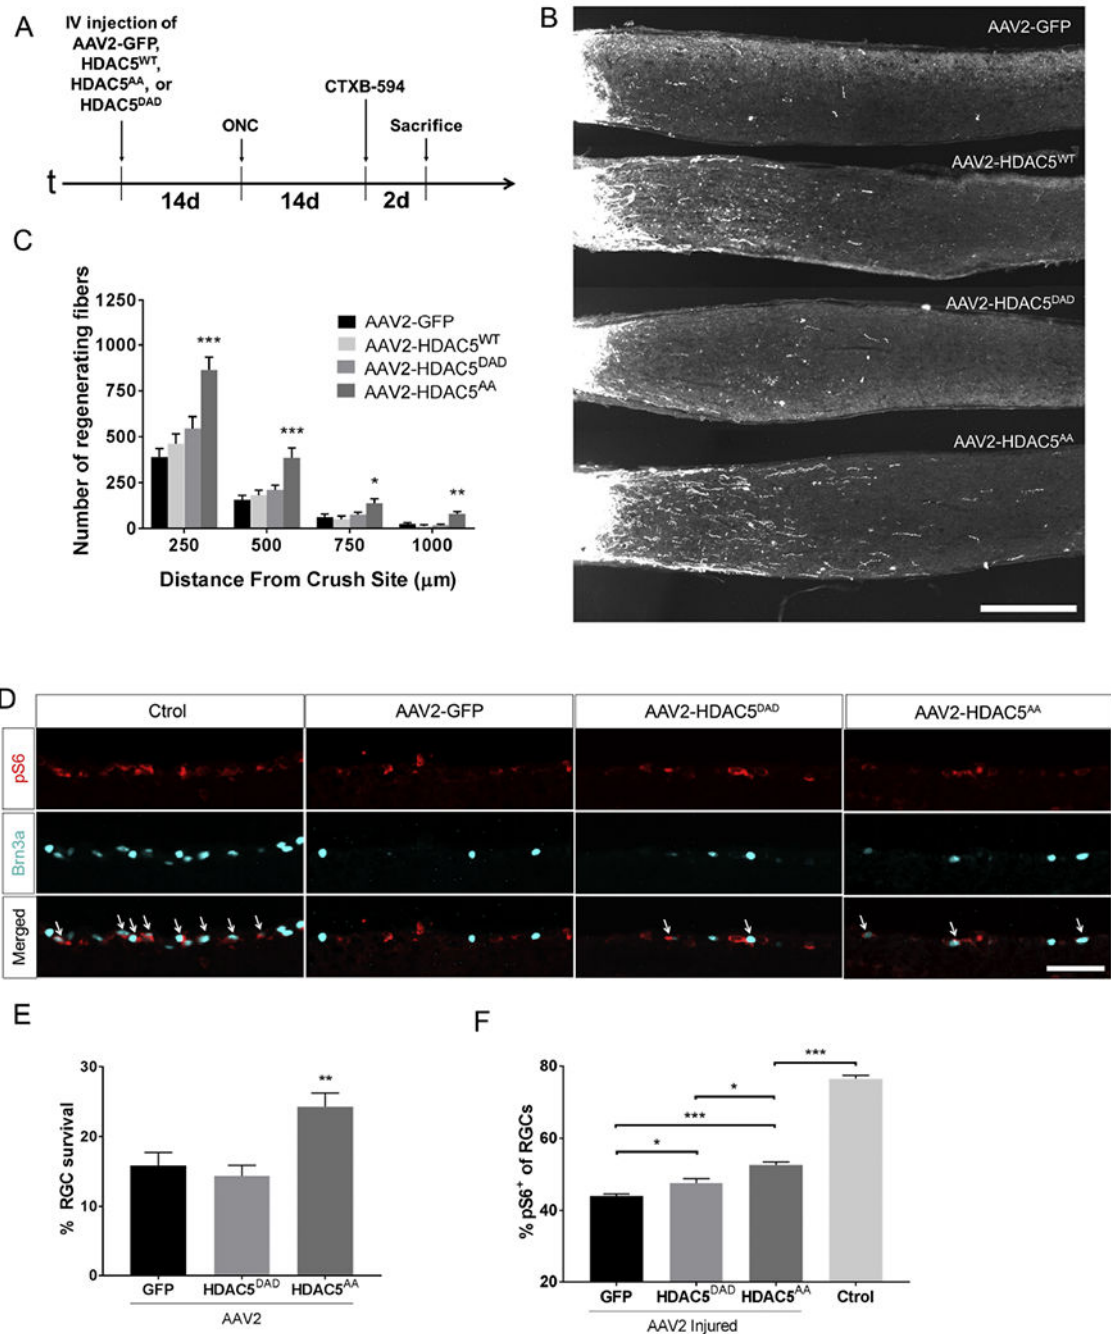 A
IV injection of
AAV2-GFP,
HDAC5WT,
HDAC5AA, or
HDAC5DAD
ONC
CTXB-594
Sacrifice
t
14d
14d
2d
B
AAV2-GFP
AAV2-HDAC5WT
AAV2-HDAC5DAD
AAV2-HDAC5AA
C
Number of regenerating fibers
1250
1000
750
500
250
0
AAV2-GFP
AAV2-HDAC5WT
AAV2-HDAC5DAD
AAV2-HDAC5AA
***
***
*
**
250 500 750 1000
Distance From Crush Site (μm)
D
Ctrol AAV2-GFP AAV2-HDAC5DAD AAV2-HDAC5AA
pS6
Brn3a
Merged
E
% RGC survival
30
20
10
0
**
GFP HDAC5DAD HDAC5AA
AAV2
F
% pS6+ of RGCs
80
60
40
20
***
*
***
*
GFP HDAC5DAD HDAC5AA Ctrol
AAV2 Injured